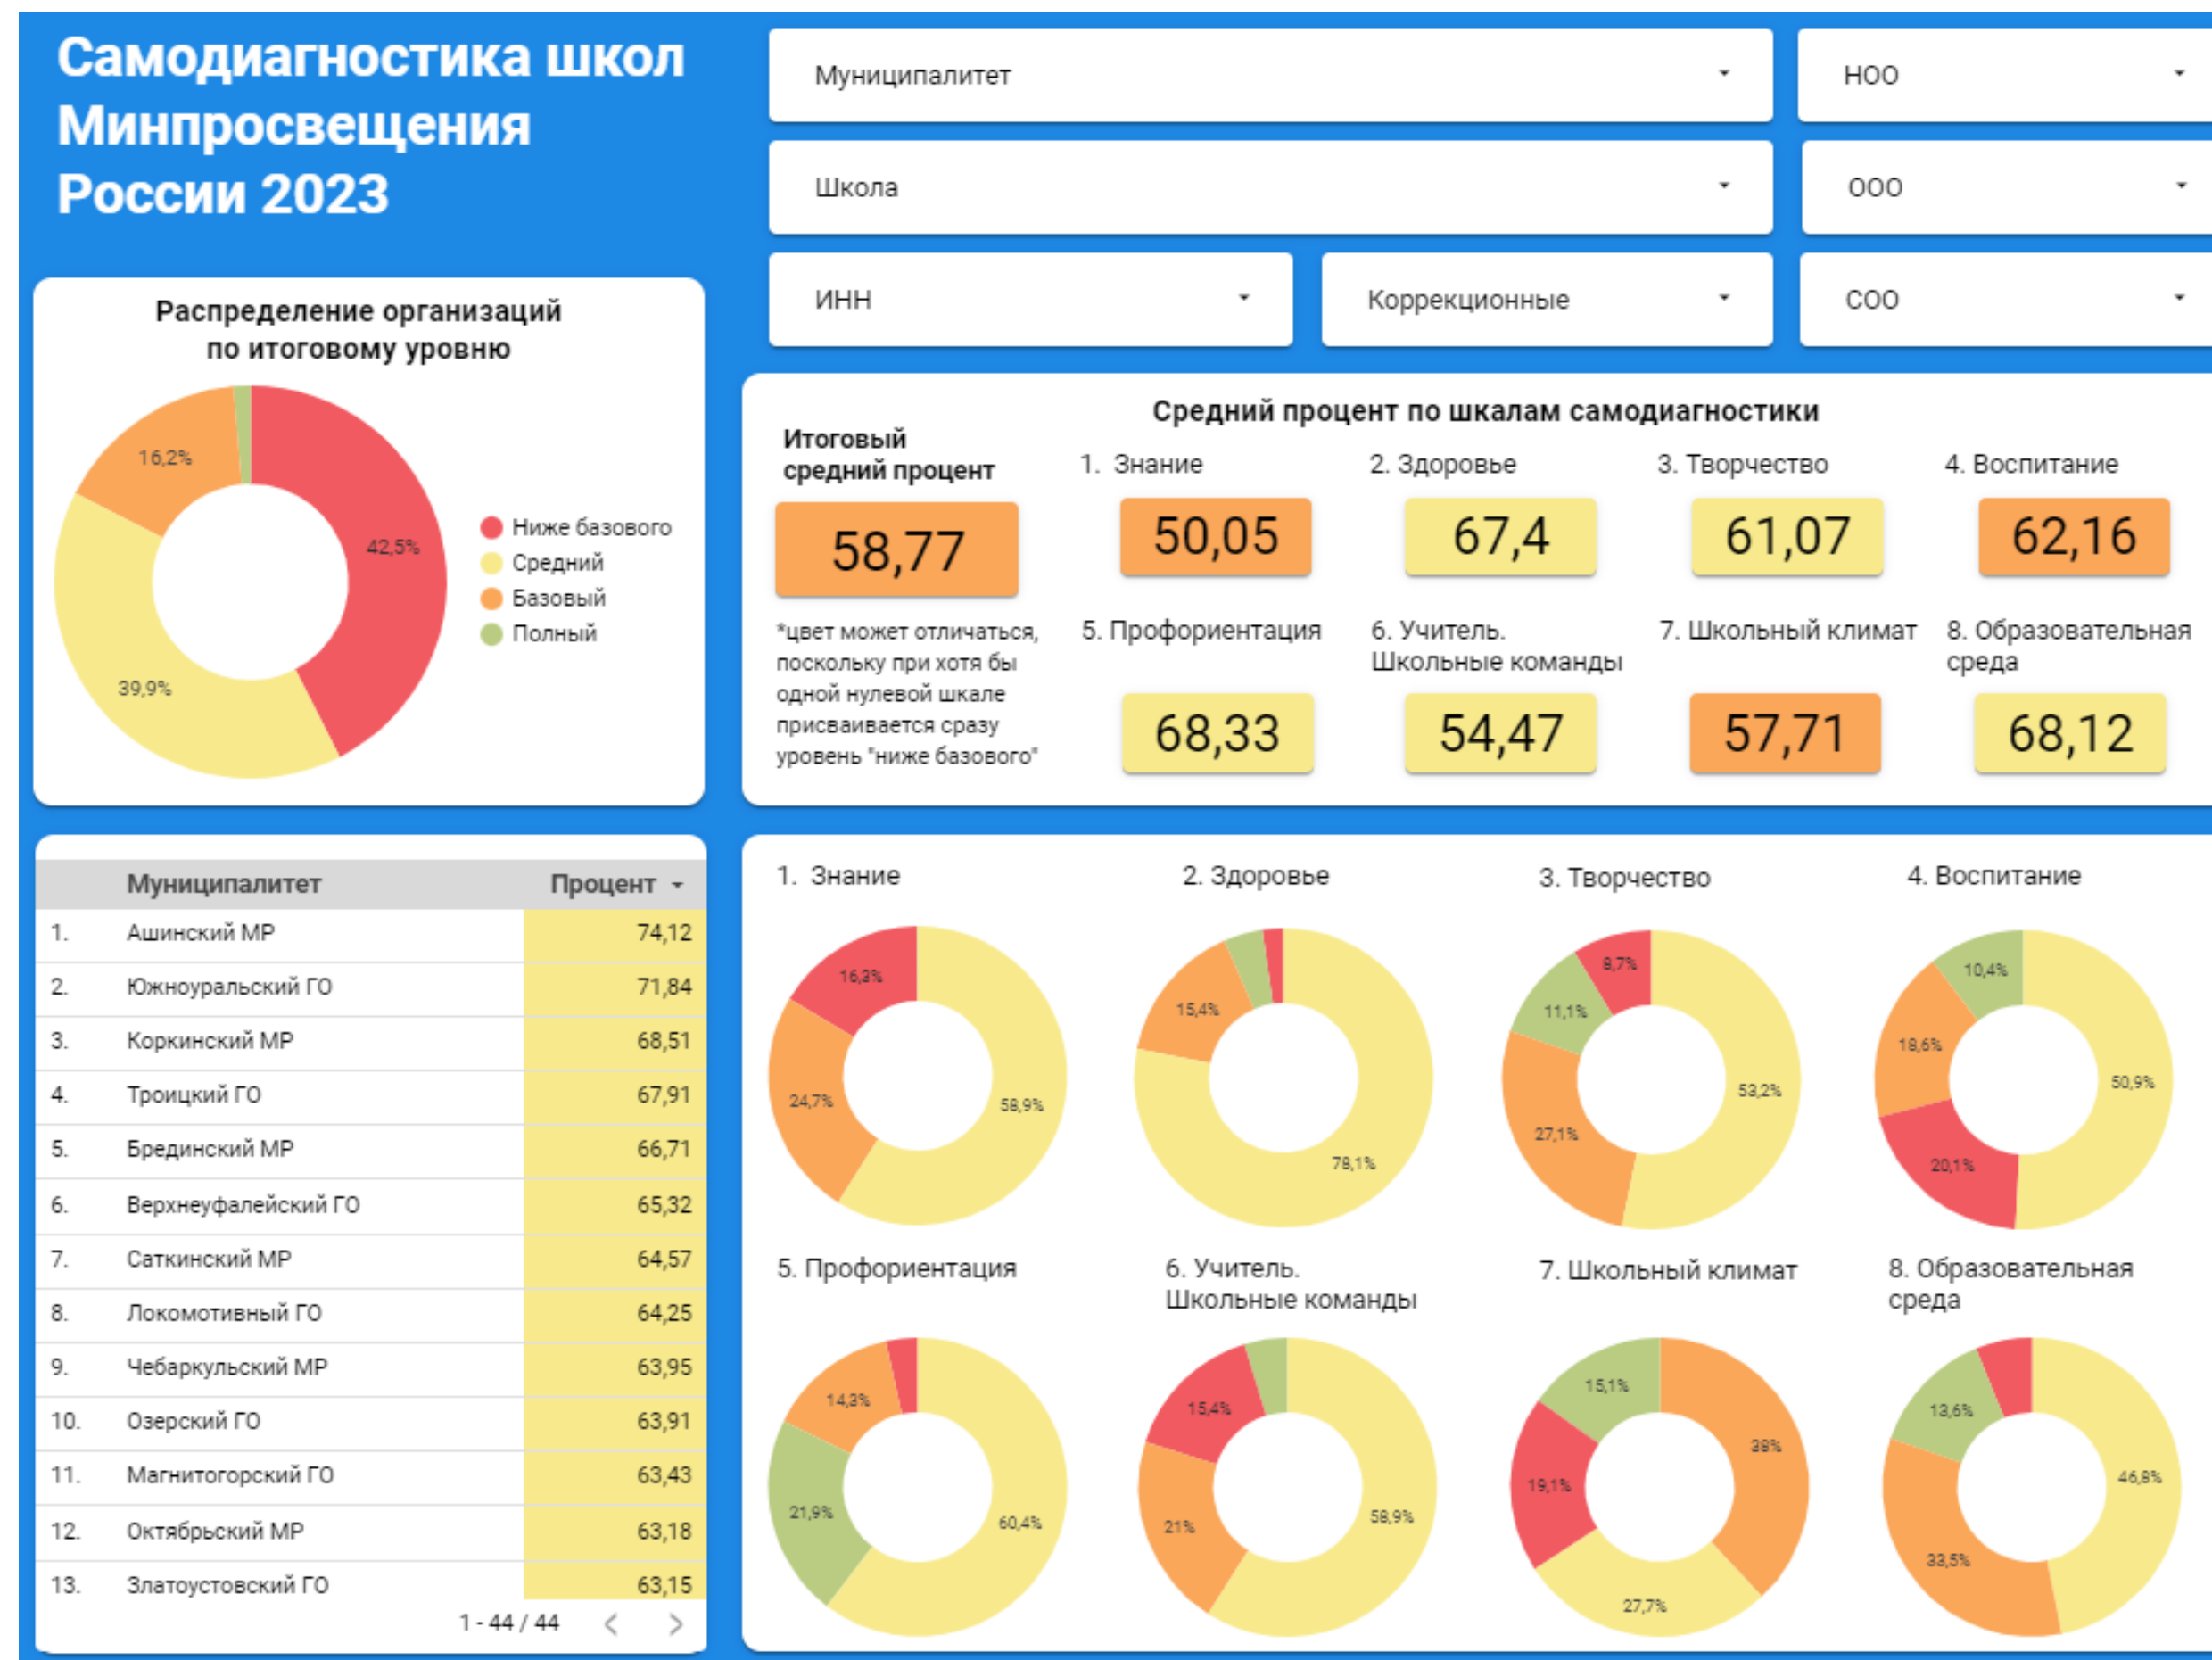 Самодиагностика школ
Минпросвещения
России 2023
Муниципалитет
НОО
Школа
ООО
ИНН
Коррекционные
СОО
Распределение организаций
по итоговому уровню
16,2%
42,5%
39,9%
Ниже базового
Средний
Базовый
Полный
Средний процент по шкалам самодиагностики
Итоговый
средний процент
58,77
*цвет может отличаться,
поскольку при хотя бы
одной нулевой шкале
присваивается сразу
уровень "ниже базового"
1. Знание
2. Здоровье
3. Творчество
4. Воспитание
50,05
67,4
61,07
62,16
5. Профориентация
6. Учитель.
Школьные команды
7. Школьный климат
8. Образовательная
среда
68,33
54,47
57,71
68,12
Муниципалитет Процент
1. Ашинский МР 74,12
2. Южноуральский ГО 71,84
3. Коркинский МР 68,51
4. Троицкий ГО 67,91
5. Брединский МР 66,71
6. Верхнеуфалейский ГО 65,32
7. Саткинский МР 64,57
8. Локомотивный ГО 64,25
9. Чебаркульский МР 63,95
10. Озерский ГО 63,91
11. Магнитогорский ГО 63,43
12. Октябрьский МР 63,18
13. Златоустовский ГО 63,15
1 - 44 / 44
1. Знание
16,3%
24,7%
58,9%
2. Здоровье
15,4%
78,1%
3. Творчество
8,7%
11,1%
53,2%
27,1%
4. Воспитание
10,4%
18,6%
50,9%
20,1%
5. Профориентация
14,3%
21,9%
60,4%
6. Учитель.
Школьные команды
15,4%
21%
58,9%
7. Школьный климат
15,1%
38%
19,1%
27,7%
8. Образовательная
среда
13,6%
46,8%
33,5%